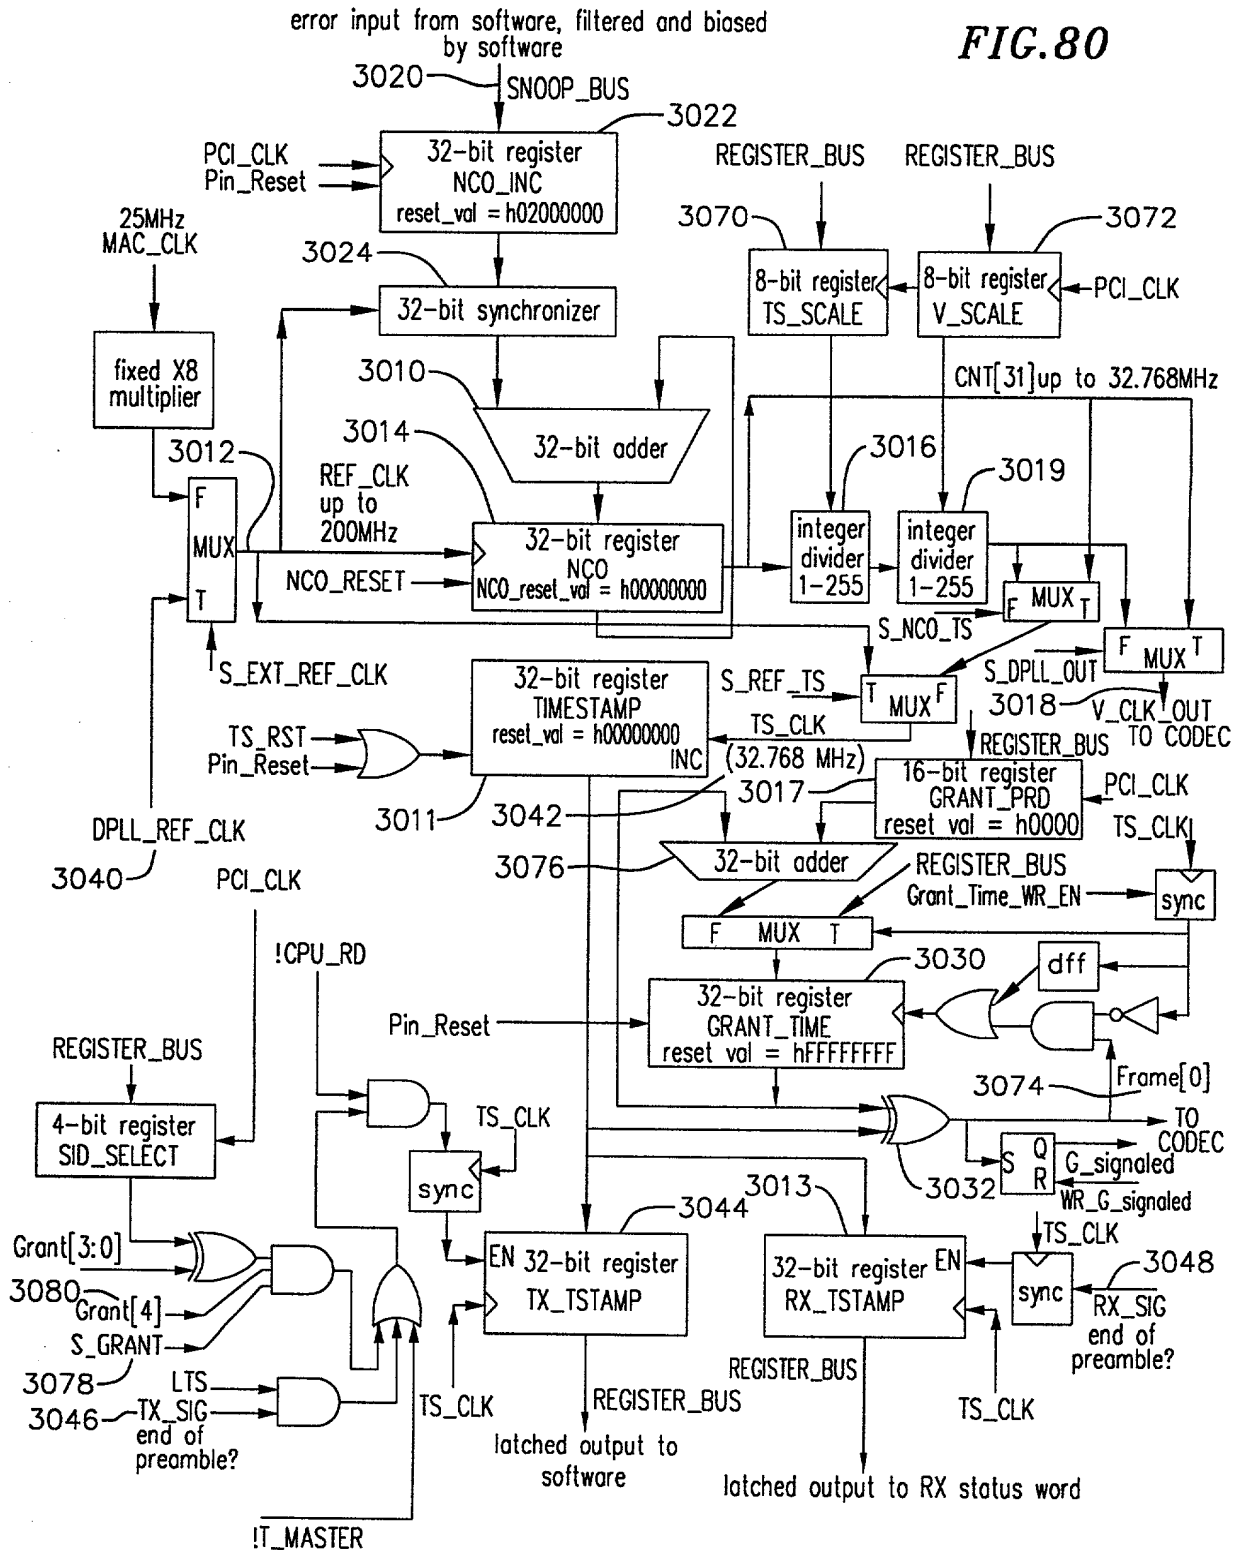 error input from software, filtered and biased
by software
FIG.80
3020
SNOOP_BUS
3022
PCI_CLK
Pin_Reset
32-bit register
NCO_INC
reset_val = h02000000
REGISTER_BUS
REGISTER_BUS
25MHz
MAC_CLK
3070
3072
3024
8-bit register
TS_SCALE
8-bit register
V_SCALE
PCI_CLK
32-bit synchronizer
fixed X8
multiplier
3010
CNT[31]up to 32.768MHz
3014
32-bit adder
3012
3016
3019
F
MUX
T
REF_CLK
up to
200MHz
NCO_RESET
32-bit register
NCO
NCO_reset_val = h00000000
integer
divider
1-255
integer
divider
1-255
F MUX T
S_NCO_TS
F MUX T
S_DPLL_OUT
3018
V_CLK_OUT
TO CODEC
S_EXT_REF_CLK
32-bit register
TIMESTAMP
reset_val = h00000000
INC
S_REF_TS
T MUX F
TS_CLK
(32.768 MHz)
TS_RST
Pin_Reset
3011
3042
3017
REGISTER_BUS
16-bit register
GRANT_PRD
reset val = h0000
PCI_CLK
TS_CLK
DPLL_REF_CLK
3040
PCI_CLK
3076
32-bit adder
REGISTER_BUS
Grant_Time_WR_EN
sync
F MUX T
!CPU_RD
3030
dff
32-bit register
GRANT_TIME
reset val = hFFFFFFFF
Pin_Reset
REGISTER_BUS
3074
Frame[0]
4-bit register
SID_SELECT
TS_CLK
sync
TO
CODEC
3032
S Q
R
G_signaled
WR_G_signaled
Grant[3:0]
3080
Grant[4]
S_GRANT
3078
3044
3013
TS_CLK
EN 32-bit register
TX_TSTAMP
32-bit register EN
RX_TSTAMP
sync
3048
RX_SIG
end of
preamble?
LTS
3046
TX_SIG
end of
preamble?
TS_CLK
REGISTER_BUS
REGISTER_BUS
TS_CLK
latched output to
software
latched output to RX status word
!T_MASTER